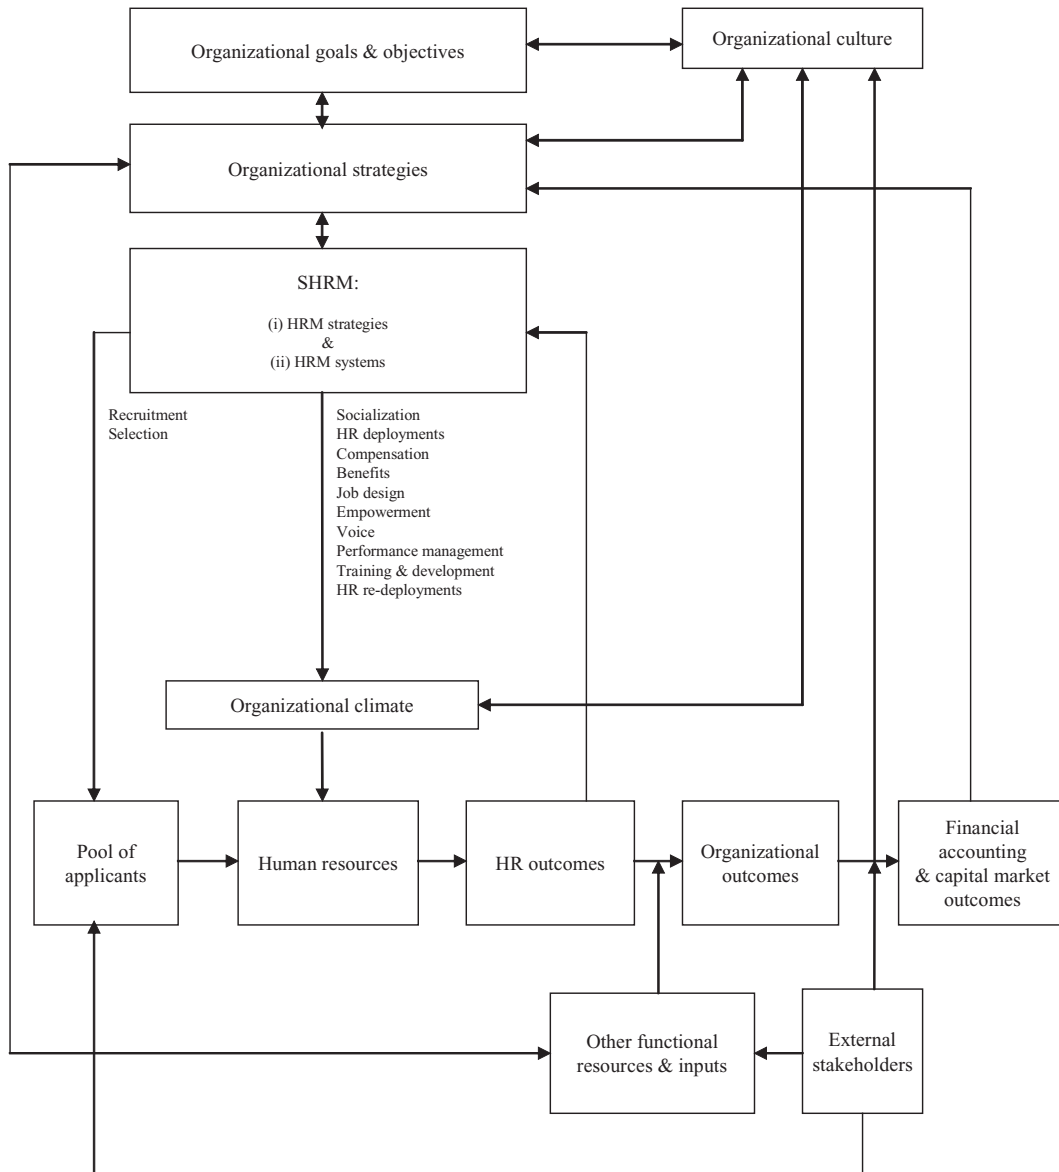 Organizational goals & objectives
Organizational culture
Organizational strategies
SHRM:
(i) HRM strategies
&
(ii) HRM systems
Recruitment
Selection
Socialization
HR deployments
Compensation
Benefits
Job design
Empowerment
Voice
Performance management
Training & development
HR re-deployments
Organizational climate
Pool of
applicants
Human resources
HR outcomes
Organizational
outcomes
Financial
accounting
& capital market
outcomes
Other functional
resources & inputs
External
stakeholders